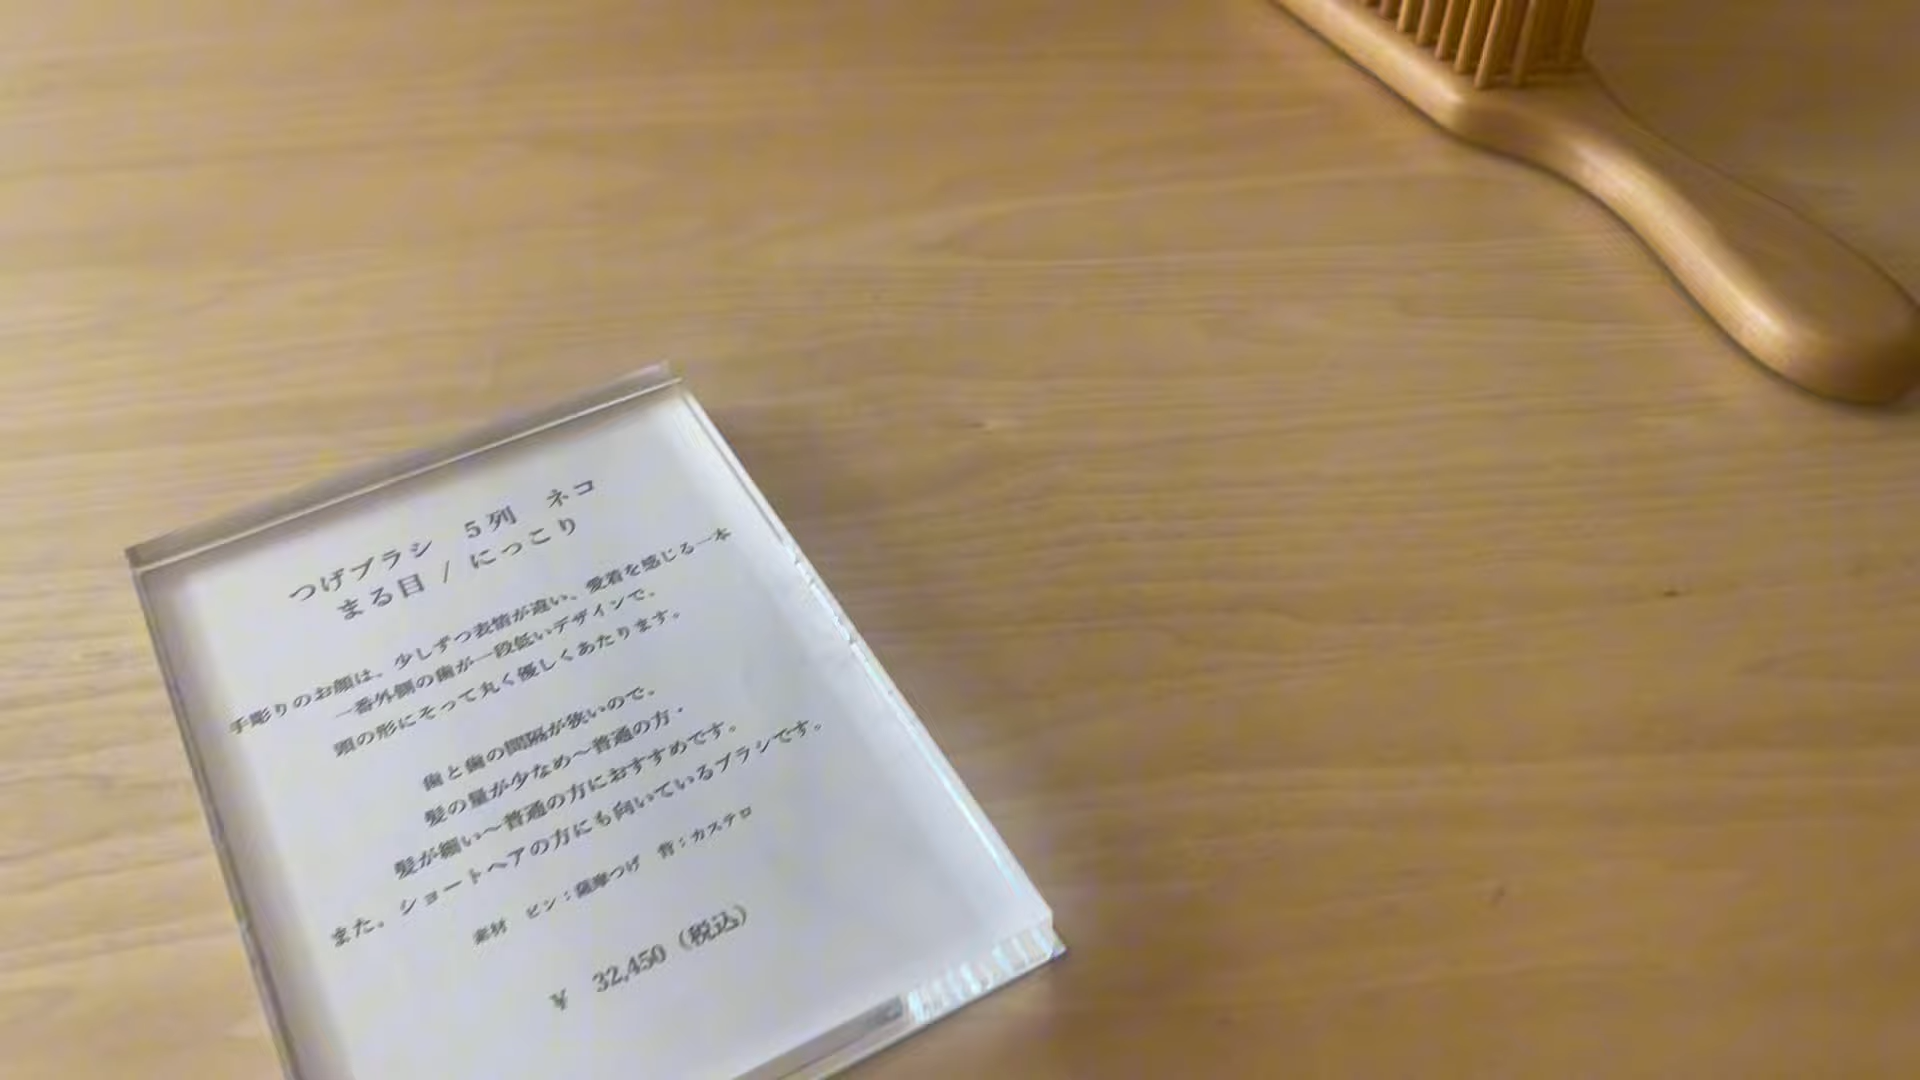 つげブラシ　5列　ネコ
まる目 / にっこり
手彫りのお顔は、少しずつ表情が違い、愛着を感じる一本
一番外側の歯が一段低いデザインで、
頭の形にそって丸く優しくあたります。
歯と歯の間隔が狭いので、
髪の量が少なめ～普通の方・
髪が細い～普通の方におすすめです。
また、ショートヘアの方にも向いているブラシです。
素材　ピン：薩摩つげ　背：カステロ
¥　32,450（税込）